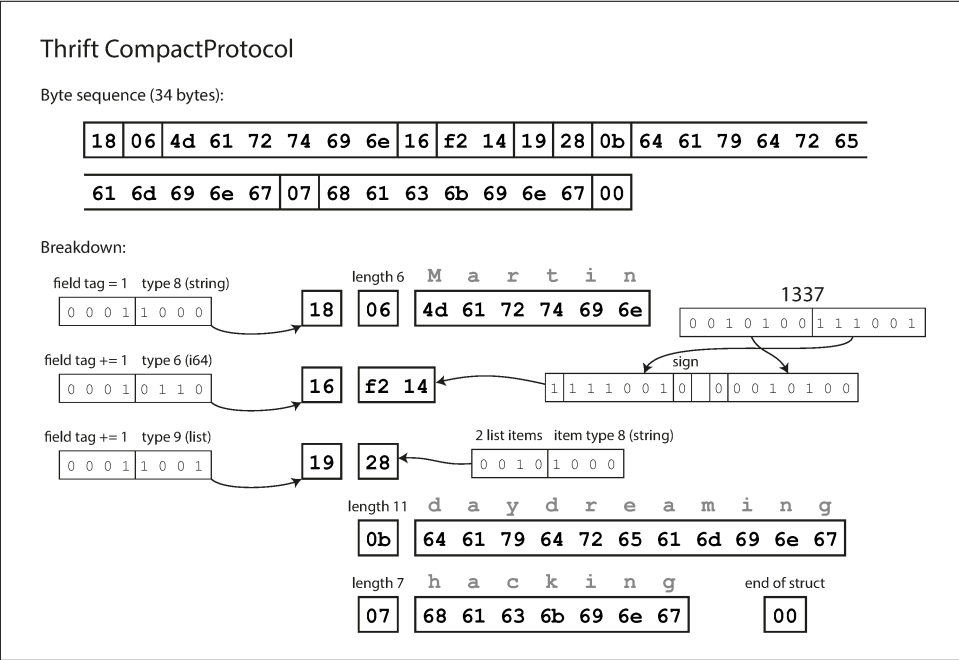 Thrift CompactProtocol
Byte sequence (34 bytes):
18 06 4d 61 72 74 69 6e 16 f2 14 19 28 0b 64 61 79 64 72 65
61 6d 69 6e 67 07 68 61 63 6b 69 6e 67 00
Breakdown:
field tag = 1 type 8 (string) length 6 M a r t i n
0 0 0 1 1 0 0 0 18 06 4d 61 72 74 69 6e
1337
0 0 1 0 1 0 0 1 1 1 0 0 1
field tag += 1 type 6 (i64) sign
0 0 0 1 0 1 1 0 16 f2 14 1 1 1 1 0 0 1 0 0 0 0 1 0 1 0 0
field tag += 1 type 9 (list) 2 list items item type 8 (string)
0 0 0 1 1 0 0 1 19 28 0 0 1 0 1 0 0 0
length 11 d a y d r e a m i n g
0b 64 61 79 64 72 65 61 6d 69 6e 67
length 7 h a c k i n g end of struct
07 68 61 63 6b 69 6e 67 00